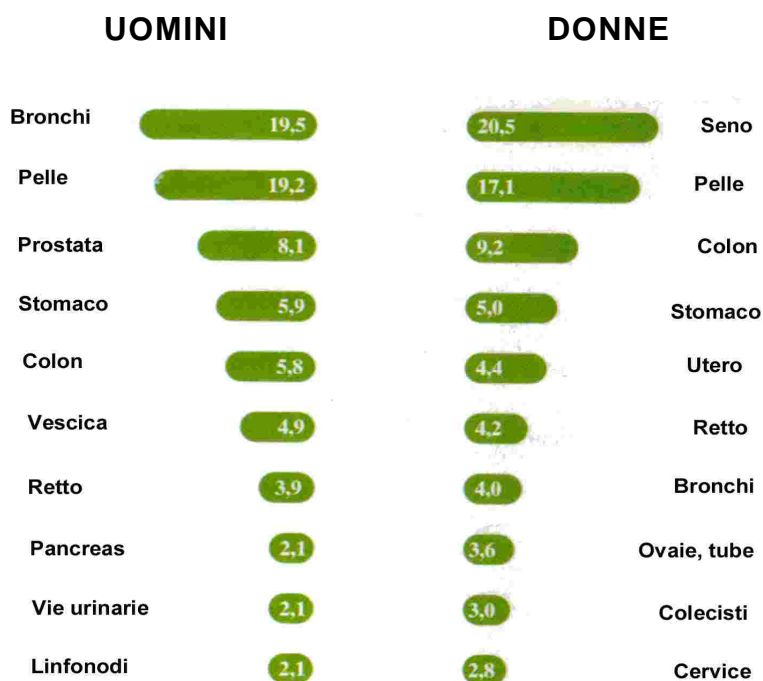 UOMINI DONNE
Bronchi 19,5 20,5 Seno
Pelle 19,2 17,1 Pelle
Prostata 8,1 9,2 Colon
Stomaco 5,9 5,0 Stomaco
Colon 5,8 4,4 Utero
Vescica 4,9 4,2 Retto
Retto 3,9 4,0 Bronchi
Pancreas 2,1 3,6 Ovaie, tube
Vie urinarie 2,1 3,0 Colecisti
Linfonodi 2,1 2,8 Cervice